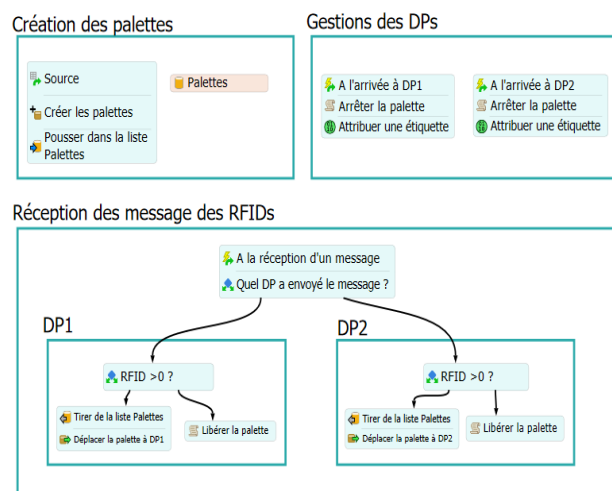 Création des palettes
Source
Créer les palettes
Pousser dans la liste
Palettes
Palettes
Gestions des DPs
A l'arrivée à DP1
Arrêter la palette
Attribuer une étiquette
A l'arrivée à DP2
Arrêter la palette
Attribuer une étiquette
Réception des message des RFIDs
A la réception d'un message
Quel DP a envoyé le message ?
DP1
RFID >0 ?
Tirer de la liste Palettes
Déplacer la palette à DP1
Libérer la palette
DP2
RFID >0 ?
Tirer de la liste Palettes
Déplacer la palette à DP2
Libérer la palette